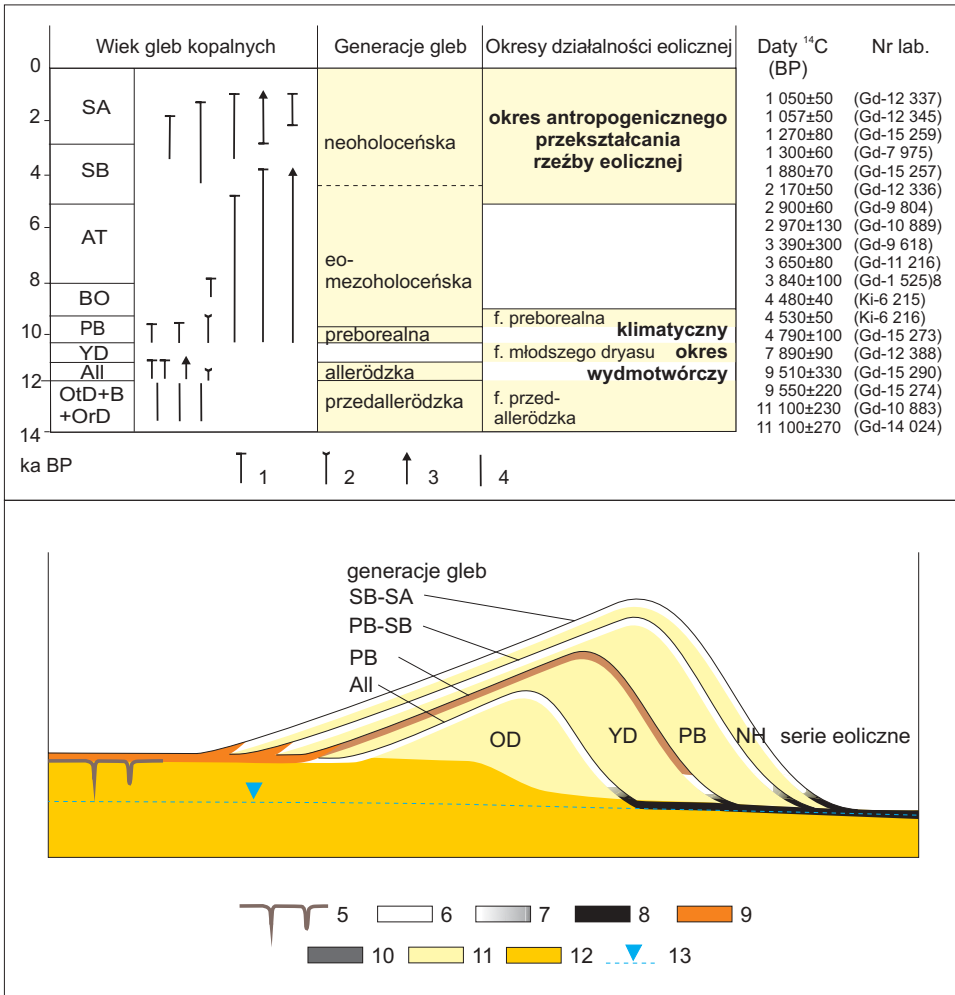 Wiek gleb kopalnych
Generacje gleb
Okresy działalności eolicznej
Daty ¹⁴C
(BP)
Nr lab.
0
2
4
6
8
10
12
14
ka BP
SA
SB
AT
BO
PB
YD
All
OtD+B
+OrD
neoholoceńska
eo-
mezoholoceńska
preborealna
allerödzka
przedallerödzka
okres antropogenicznego
przekształcania
rzeźby eolicznej
f. preborealna
klimatyczny
f. młodszego dryasu okres
wydmotwórczy
f. przed-
allerödzka
1 050±50 (Gd-12 337)
1 057±50 (Gd-12 345)
1 270±80 (Gd-15 259)
1 300±60 (Gd-7 975)
1 880±70 (Gd-15 257)
2 170±50 (Gd-12 336)
2 900±60 (Gd-9 804)
2 970±130 (Gd-10 889)
3 390±300 (Gd-9 618)
3 650±80 (Gd-11 216)
3 840±100 (Gd-1 525)8
4 480±40 (Ki-6 215)
4 530±50 (Ki-6 216)
4 790±100 (Gd-15 273)
7 890±90 (Gd-12 388)
9 510±330 (Gd-15 290)
9 550±220 (Gd-15 274)
11 100±230 (Gd-10 883)
11 100±270 (Gd-14 024)
1 2 3 4
generacje gleb
SB-SA
PB-SB
PB
All
OD YD PB NH serie eoliczne
5 6 7 8 9
10 11 12 13